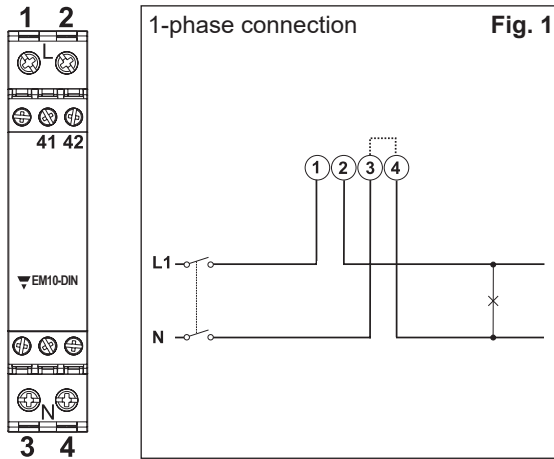 1 2
L
41 42
EM10-DIN
N
3 4
1-phase connection Fig. 1
1 2 3 4
L1
N